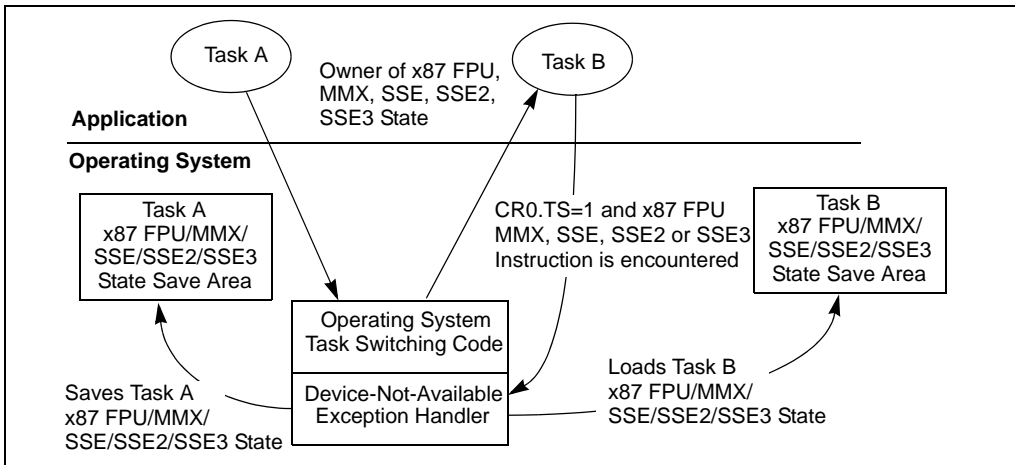 Task A
Owner of x87 FPU,
MMX, SSE, SSE2,
SSE3 State
Task B
Application
Operating System
Task A
x87 FPU/MMX/
SSE/SSE2/SSE3
State Save Area
CR0.TS=1 and x87 FPU
MMX, SSE, SSE2 or SSE3
Instruction is encountered
Task B
x87 FPU/MMX/
SSE/SSE2/SSE3
State Save Area
Operating System
Task Switching Code
Device-Not-Available
Exception Handler
Saves Task A
x87 FPU/MMX/
SSE/SSE2/SSE3 State
Loads Task B
x87 FPU/MMX/
SSE/SSE2/SSE3 State